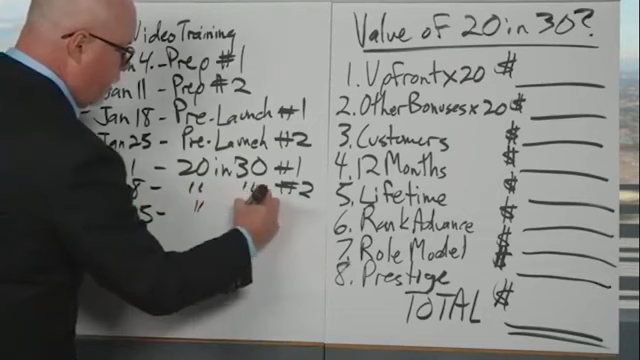 Video Training
4. - Prep #1
Jan 11 - Prep #2
Jan 18 - Pre-Launch #1
Jan 25 - Pre-Launch #2
1 - 20 in 30 #1
8 - " " #2
5 - "
Value of 20 in 30?
1. Upfront x 20 $
2. Other Bonuses x 20 $
3. Customers $
4. 12 Months $
5. Lifetime $
6. Rank Advance $
7. Role Model $
8. Prestige
TOTAL $